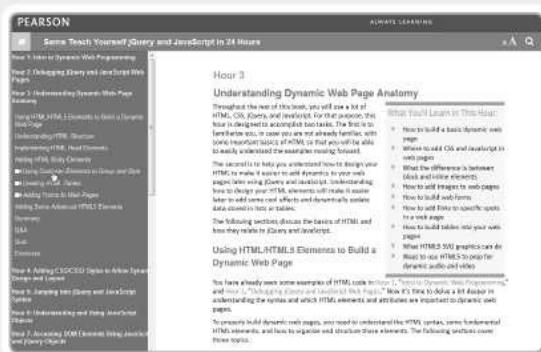 PEARSON
ALWAYS LEARNING
Sams Teach Yourself jQuery and JavaScript in 24 Hours
A
Hour 1: Intro to Dynamic Web Programming
Hour 2: Debugging jQuery and JavaScript Web
Pages
Hour 3: Understanding Dynamic Web Page
Anatomy
Using HTML/HTML5 Elements to Build a Dynamic
Web Page
Understanding HTML Structure
Implementing HTML Head Elements
Adding HTML Body Elements
Using Container Elements to Group and Style
Creating HTML Tables
Adding Forms to Web Pages
Adding Some Advanced HTML5 Elements
Summary
Q&A
Quiz
Exercises
Hour 4: Adding CSS/CSS3 Styles to Allow Dynamic
Design and Layout
Hour 5: Jumping into jQuery and JavaScript
Syntax
Hour 6: Understanding and Using JavaScript
Objects
Hour 7: Accessing DOM Elements Using JavaScript
and jQuery Objects
Hour 3
Understanding Dynamic Web Page Anatomy
Throughout the rest of this book, you will use a lot of
HTML, CSS, jQuery, and JavaScript. For that purpose, this
hour is designed to accomplish two tasks. The first is to
familiarize you, in case you are not already familiar, with
some important basics of HTML so that you will be able
to easily understand the examples moving forward.
The second is to help you understand how to design your
HTML to make it easier to add dynamics to your web
pages later using jQuery and JavaScript. Understanding
how to design your HTML elements will make it easier
later to add some cool effects and dynamically update
data stored in lists or tables.
The following sections discuss the basics of HTML and
how they relate to jQuery and JavaScript.
What You'll Learn in This Hour:
How to build a basic dynamic web
page
Where to add CSS and JavaScript in
web pages
What the difference is between
block and inline elements
How to add images to web pages
How to build web forms
How to add links to specific spots
in a web page
How to build tables into your web
pages
What HTML5 SVG graphics can do
Ways to use HTML5 to prep for
dynamic audio and video
Using HTML/HTML5 Elements to Build a
Dynamic Web Page
You have already seen some examples of HTML code in Hour 1, "Intro to Dynamic Web Programming,"
and Hour 2, "Debugging jQuery and JavaScript Web Pages." Now it's time to delve a bit deeper in
understanding the syntax and which HTML elements and attributes are important to dynamic web
pages.
To properly build dynamic web pages, you need to understand the HTML syntax, some fundamental
HTML elements, and how to organize and structure those elements. The following sections cover
those topics.